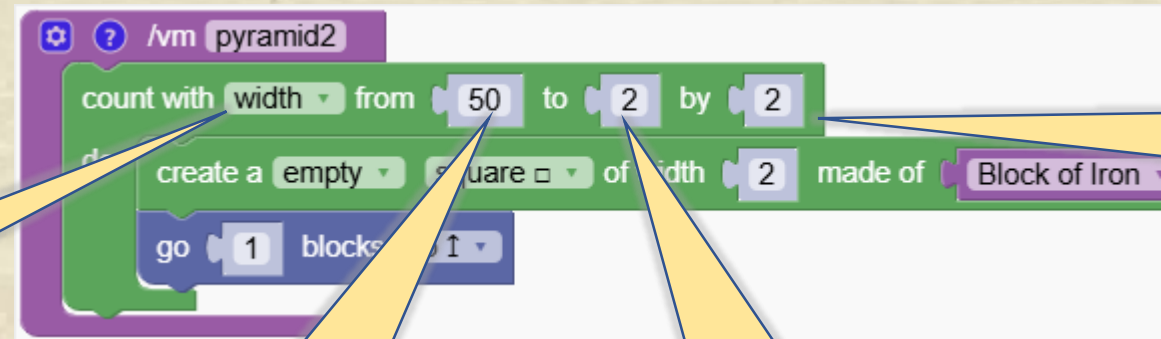 /vm pyramid2
count with width from 50 to 2 by 2
create a empty square □ of width 2 made of Block of Iron
go 1 blocks ↥